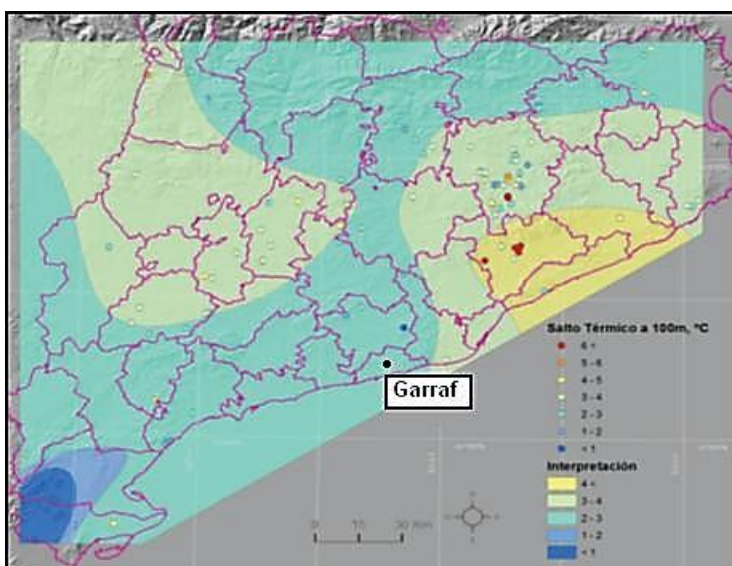 Garraf
Salto Térmico a 100m, ºC
6 <
5 - 6
4 - 5
3 - 4
2 - 3
1 - 2
< 1
Interpretación
4 <
3 - 4
2 - 3
1 - 2
< 1
0 15 30 Km